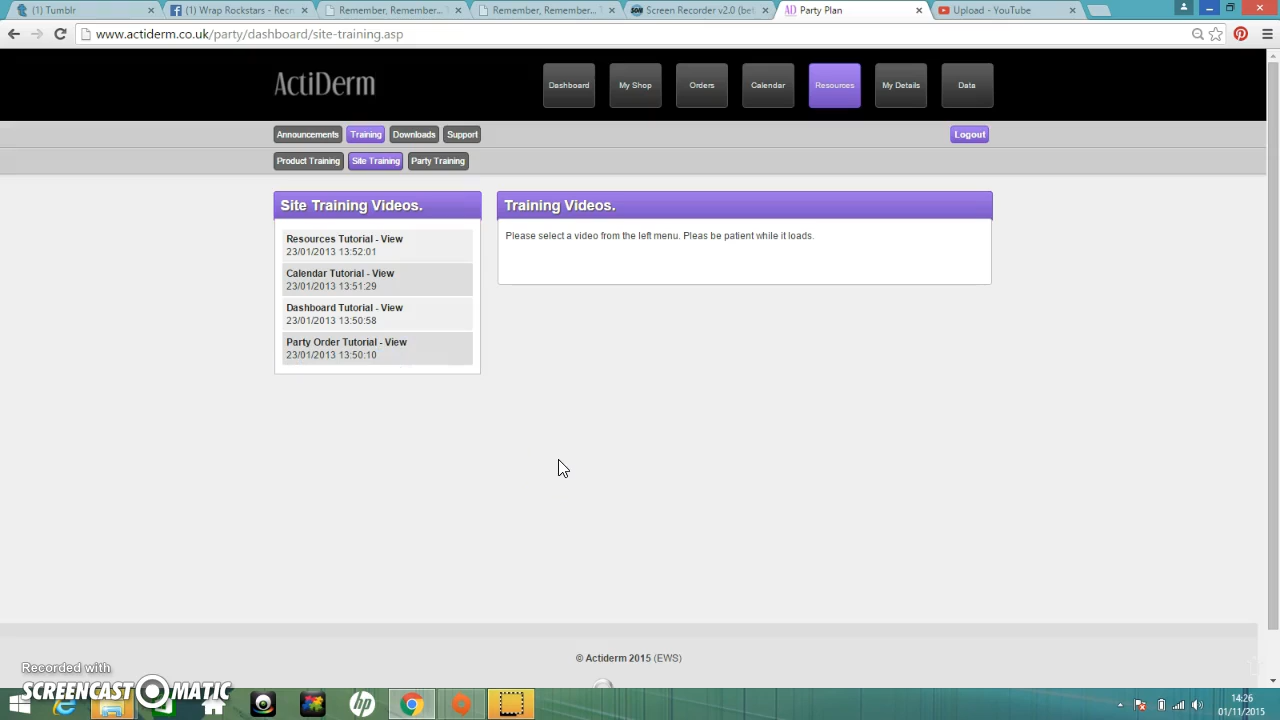 (1) Tumblr
(1) Wrap Rockstars - Recr
Remember, Remember...
Remember, Remember...
Screen Recorder v2.0 (bet
Party Plan
Upload - YouTube
www.actiderm.co.uk/party/dashboard/site-training.asp
ActiDerm
Dashboard
My Shop
Orders
Calendar
Resources
My Details
Data
Announcements
Training
Downloads
Support
Logout
Product Training
Site Training
Party Training
Site Training Videos.
Resources Tutorial - View
23/01/2013 13:52:01
Calendar Tutorial - View
23/01/2013 13:51:29
Dashboard Tutorial - View
23/01/2013 13:50:58
Party Order Tutorial - View
23/01/2013 13:50:10
Training Videos.
Please select a video from the left menu. Pleas be patient while it loads.
© Actiderm 2015 (EWS)
Recorded with
SCREENCAST-O-MATIC
hp
14:26
01/11/2015